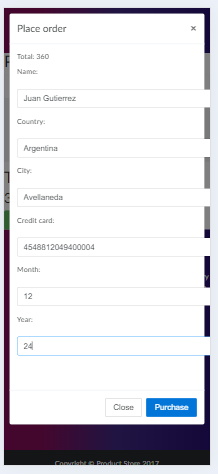 Place order
×
Total: 360
Name:
Juan Gutierrez
Country:
Argentina
City:
Avellaneda
Credit card:
4548812049400004
Month:
12
Year:
24
Close
Purchase
Copyright © Product Store 2017